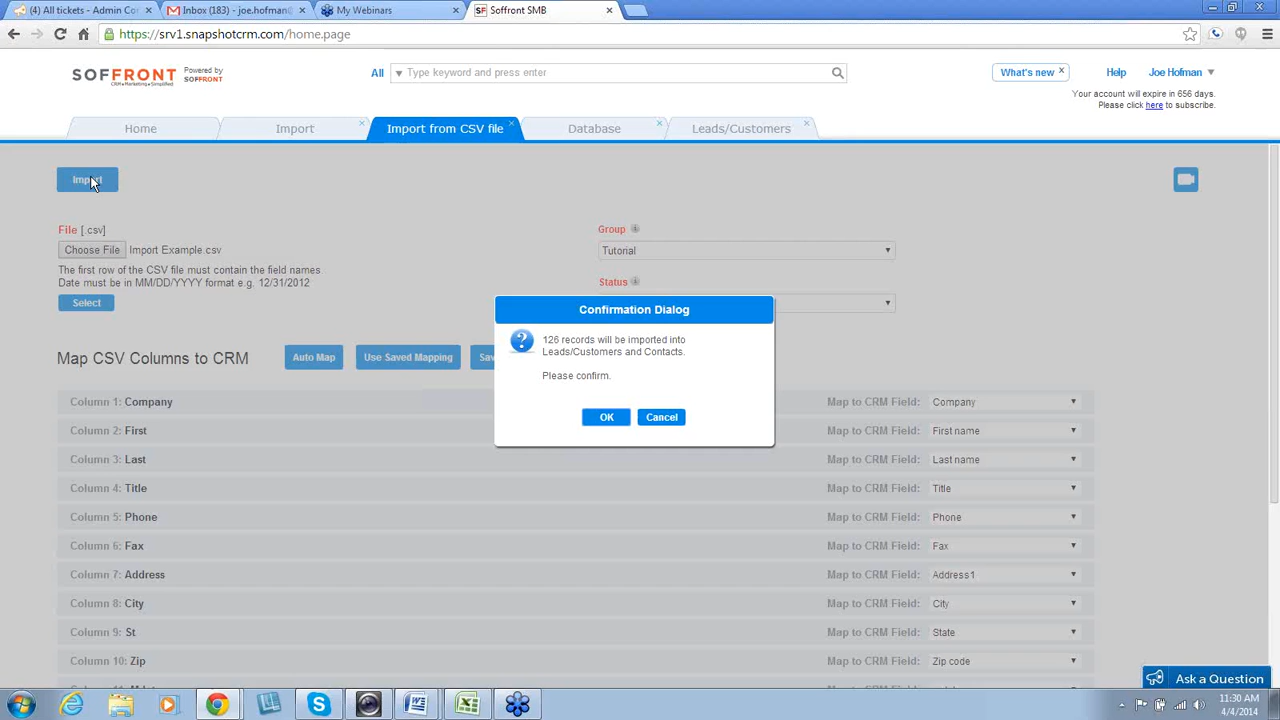 (4) All tickets - Admin Co
Inbox (183) - joe.hofman@
My Webinars
Soffront SMB
https://srv1.snapshotcrm.com/home.page
SOFFRONT
CRM & Marketing - Simplified
Powered by
SOFFRONT
All
Type keyword and press enter
What's new
Help
Joe Hofman
Your account will expire in 656 days.
Please click here to subscribe.
Home
Import
Import from CSV file
Database
Leads/Customers
Import
File [.csv]
Choose File Import Example.csv
The first row of the CSV file must contain the field names
Date must be in MM/DD/YYYY format e.g. 12/31/2012
Select
Group
Tutorial
Status
Confirmation Dialog
126 records will be imported into
Leads/Customers and Contacts.
Please confirm.
OK
Cancel
Map CSV Columns to CRM
Auto Map
Use Saved Mapping
Sav
Column 1: Company Map to CRM Field: Company
Column 2: First Map to CRM Field: First name
Column 3: Last Map to CRM Field: Last name
Column 4: Title Map to CRM Field: Title
Column 5: Phone Map to CRM Field: Phone
Column 6: Fax Map to CRM Field: Fax
Column 7: Address Map to CRM Field: Address1
Column 8: City Map to CRM Field: City
Column 9: St Map to CRM Field: State
Column 10: Zip Map to CRM Field: Zip code
Ask a Question
11:30 AM
4/4/2014